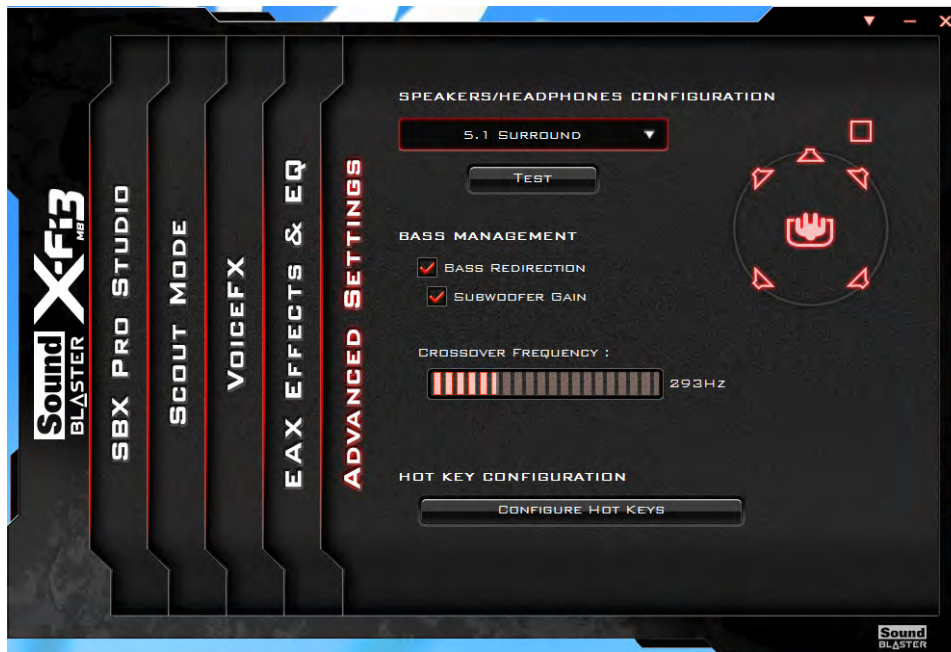 SPEAKERS/HEADPHONES CONFIGURATION
5.1 SURROUND
TEST
BASS MANAGEMENT
BASS REDIRECTION
SUBWOOFER GAIN
CROSSOVER FREQUENCY :
293HZ
HOT KEY CONFIGURATION
CONFIGURE HOT KEYS
Sound BLASTER X-Fi3 MB
SBX PRO STUDIO
SCOUT MODE
VOICEFX
EAX EFFECTS & EQ
ADVANCED SETTINGS
Sound
BLASTER